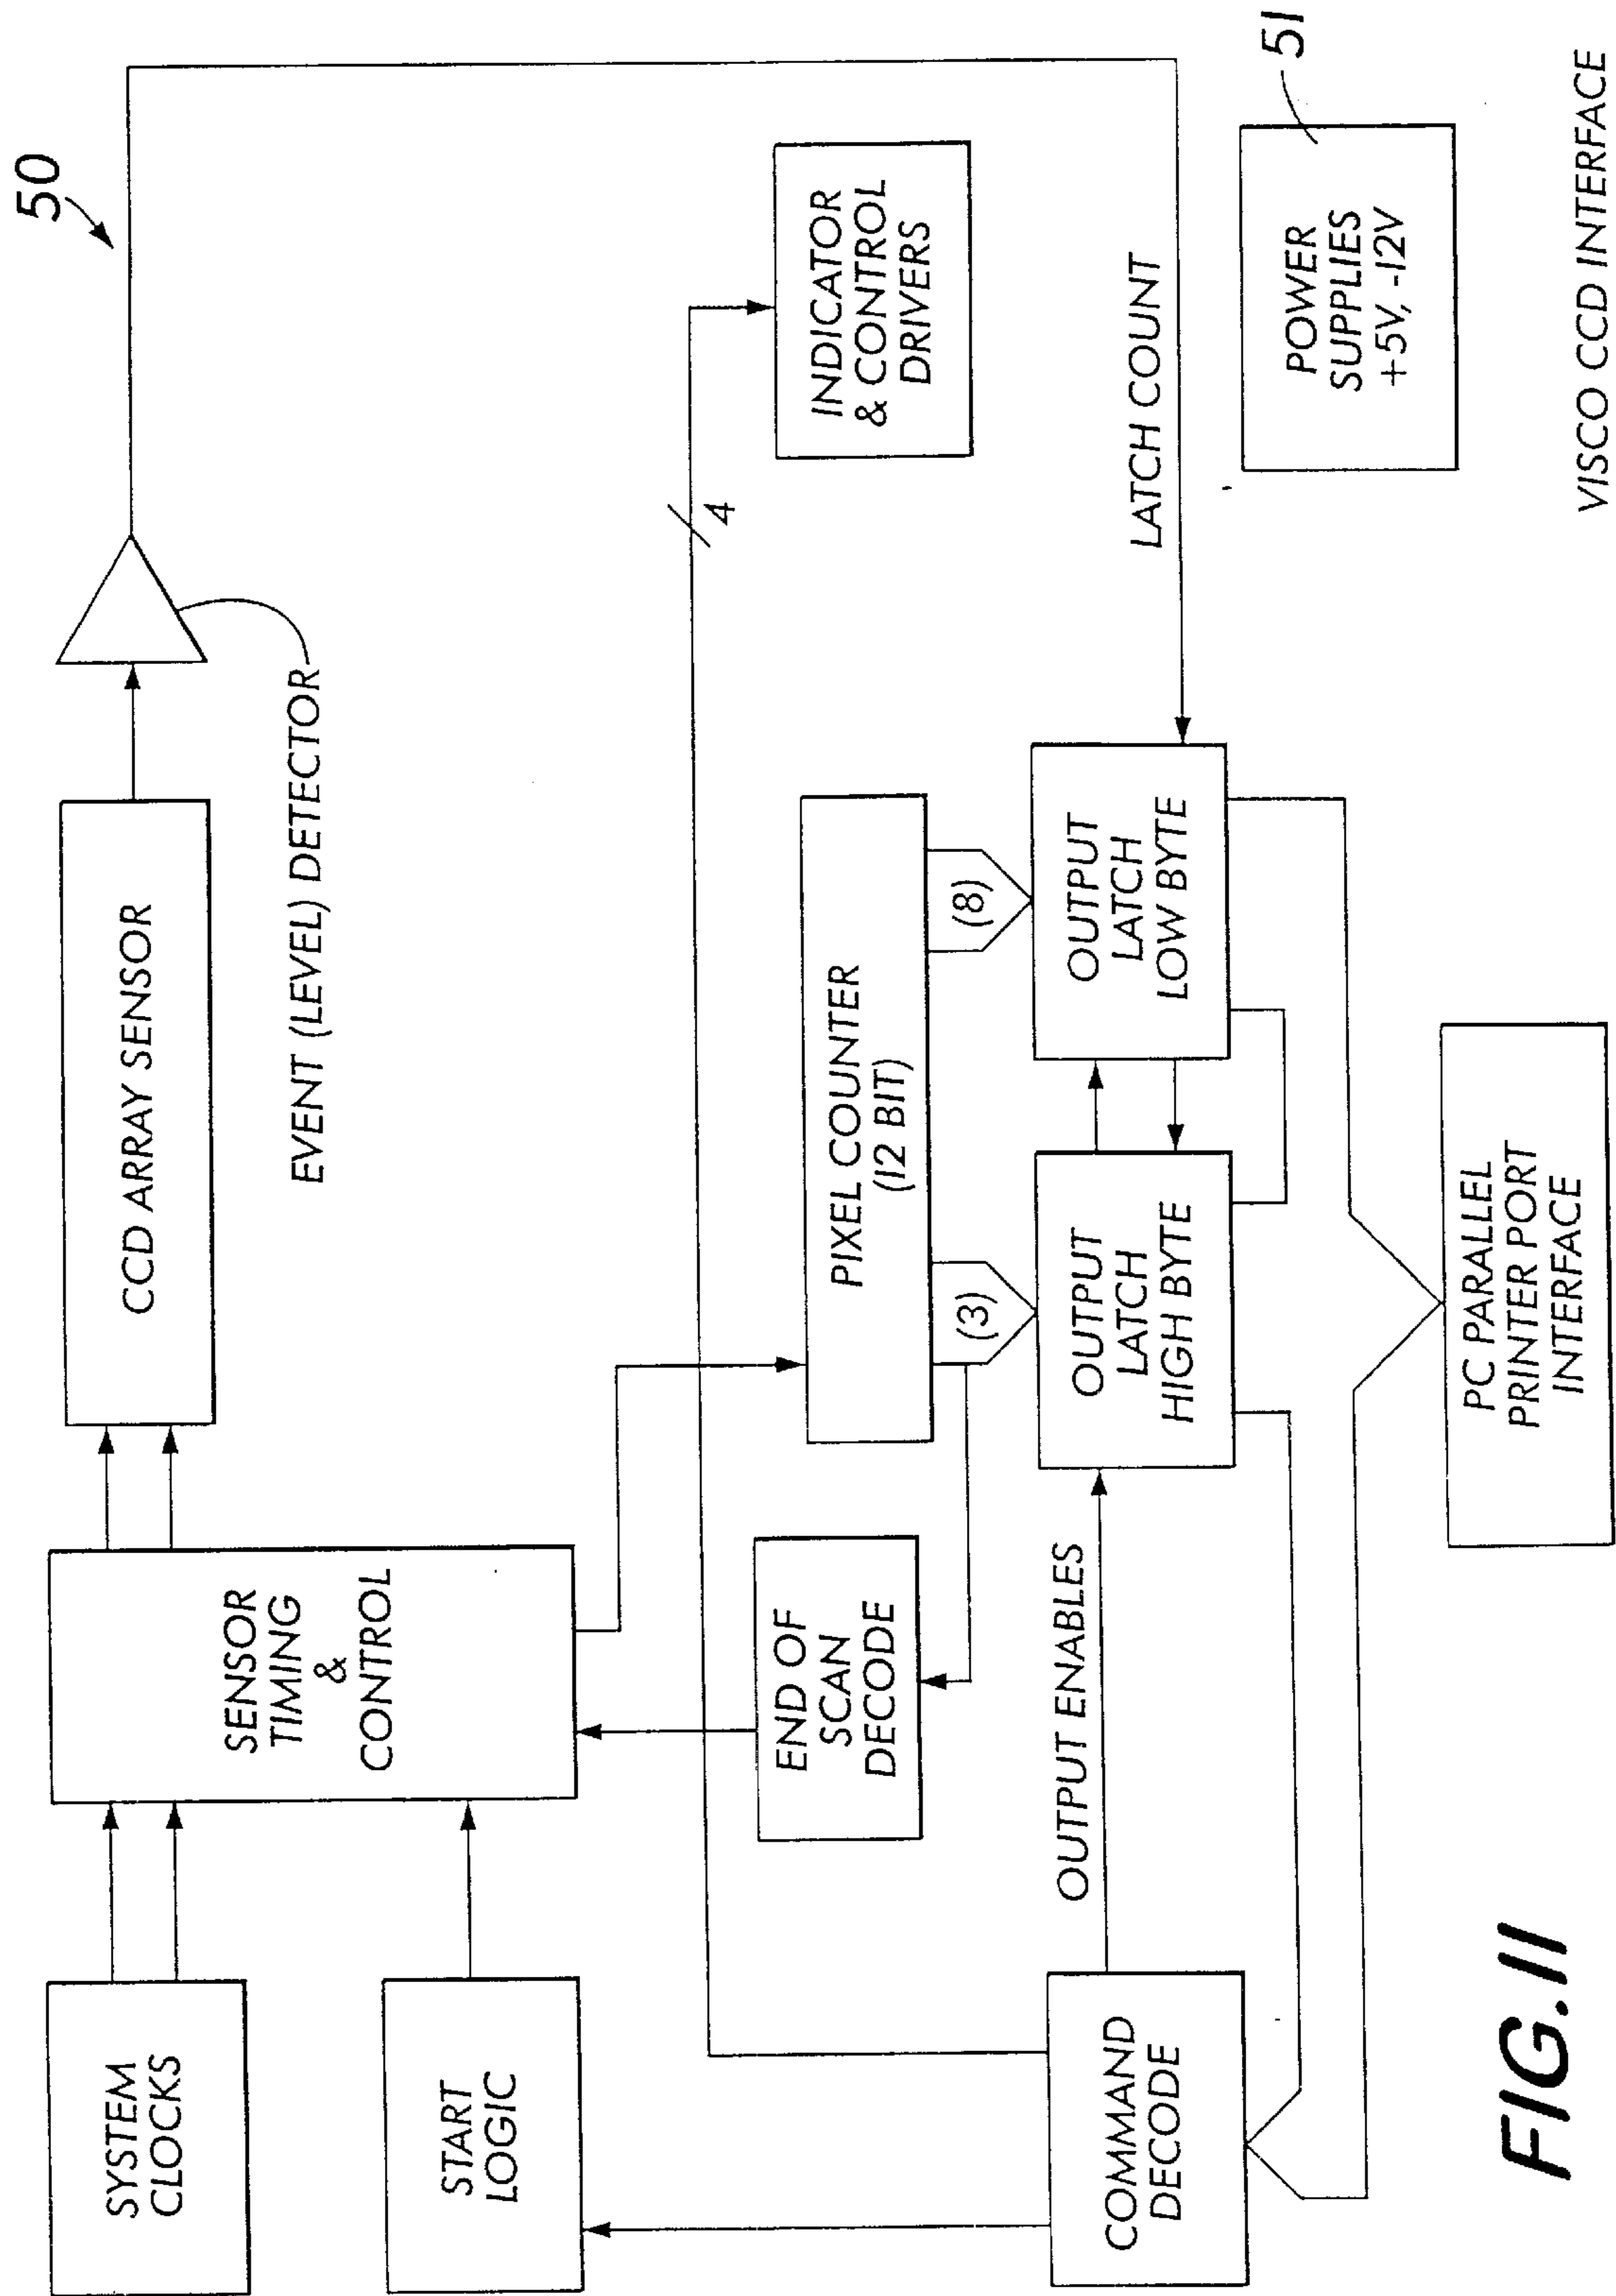 50
SYSTEM
CLOCKS
SENSOR
TIMING
&
CONTROL
CCD ARRAY SENSOR
EVENT (LEVEL) DETECTOR
START
LOGIC
4
INDICATOR
& CONTROL
DRIVERS
END OF
SCAN
DECODE
PIXEL COUNTER
(12 BIT)
(3)
(8)
COMMAND
DECODE
OUTPUT ENABLES
OUTPUT
LATCH
HIGH BYTE
OUTPUT
LATCH
LOW BYTE
LATCH COUNT
PC PARALLEL
PRINTER PORT
INTERFACE
POWER
SUPPLIES
+5V, -12V
51
FIG.11
VISCO CCD INTERFACE